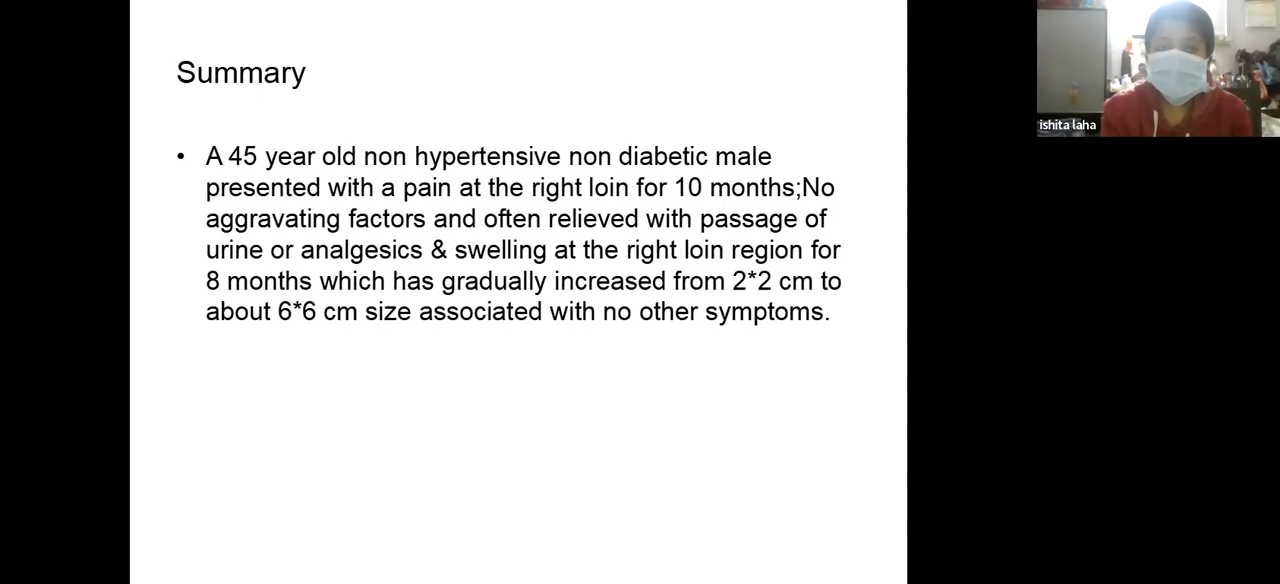 Summary
• A 45 year old non hypertensive non diabetic male
presented with a pain at the right loin for 10 months;No
aggravating factors and often relieved with passage of
urine or analgesics & swelling at the right loin region for
8 months which has gradually increased from 2*2 cm to
about 6*6 cm size associated with no other symptoms.
ishita laha